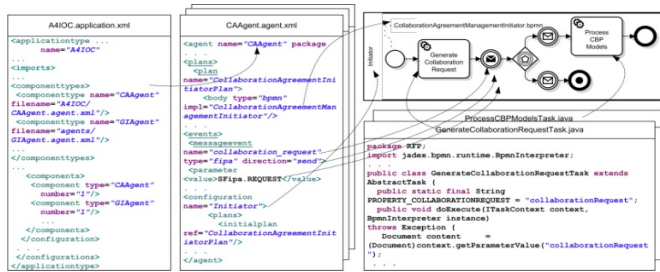 A4IOC.application.xml
<applicationtype ...
name="A4IOC"
...
<imports>
...
<componenttypes>
<componenttype name="CAAgent"
filename="A4IOC/
CAAgent.agent.xml"/>
<componenttype name="GIAgent"
filename="agents/
GIAgent.agent.xml"/>
...
</componenttypes>
...
<components>
<component type="CAAgent"
number="1"/>
<component type="GIAgent"
number="1"/>
...
</components>
</configuration>
</configurations>
</applicationtype>
CAAgent.agent.xml
<agent name="CAAgent" package
...
<plans>
<plan
name="CollaborationAgreementIni
tiatorPlan">
<body type="bpmn"
impl="CollaborationAgreementMan
agementInitiator"/>
...
<events>
<messageevent
name="collaboration_request"
type="fipa" direction="send">
<parameter
<value>SFipa.REQUEST</value>
...
<configuration
name="Initiator">
<plans>
<initialplan
ref="CollaborationAgreementInit
iatorPlan"/>
...
</agent>
CollaborationAgreementManagementInitiator.bpmn
Initiator
Generate
Collaboration
Request
Process
CBP
Models
ProcessCBPModelsTask.java
GenerateCollaborationRequestTask.java
package RFP;
import jadex.bpmn.runtime.BpmnInterpreter;
...
public class GenerateCollaborationRequestTask extends
AbstractTask {
public static final String
PROPERTY_COLLABORATIONREQUEST = "collaborationRequest";
public void doExecute(ITaskContext context,
BpmnInterpreter instance)
throws Exception {
Document content =
(Document)context.getParameterValue("collaborationRequest
");
...